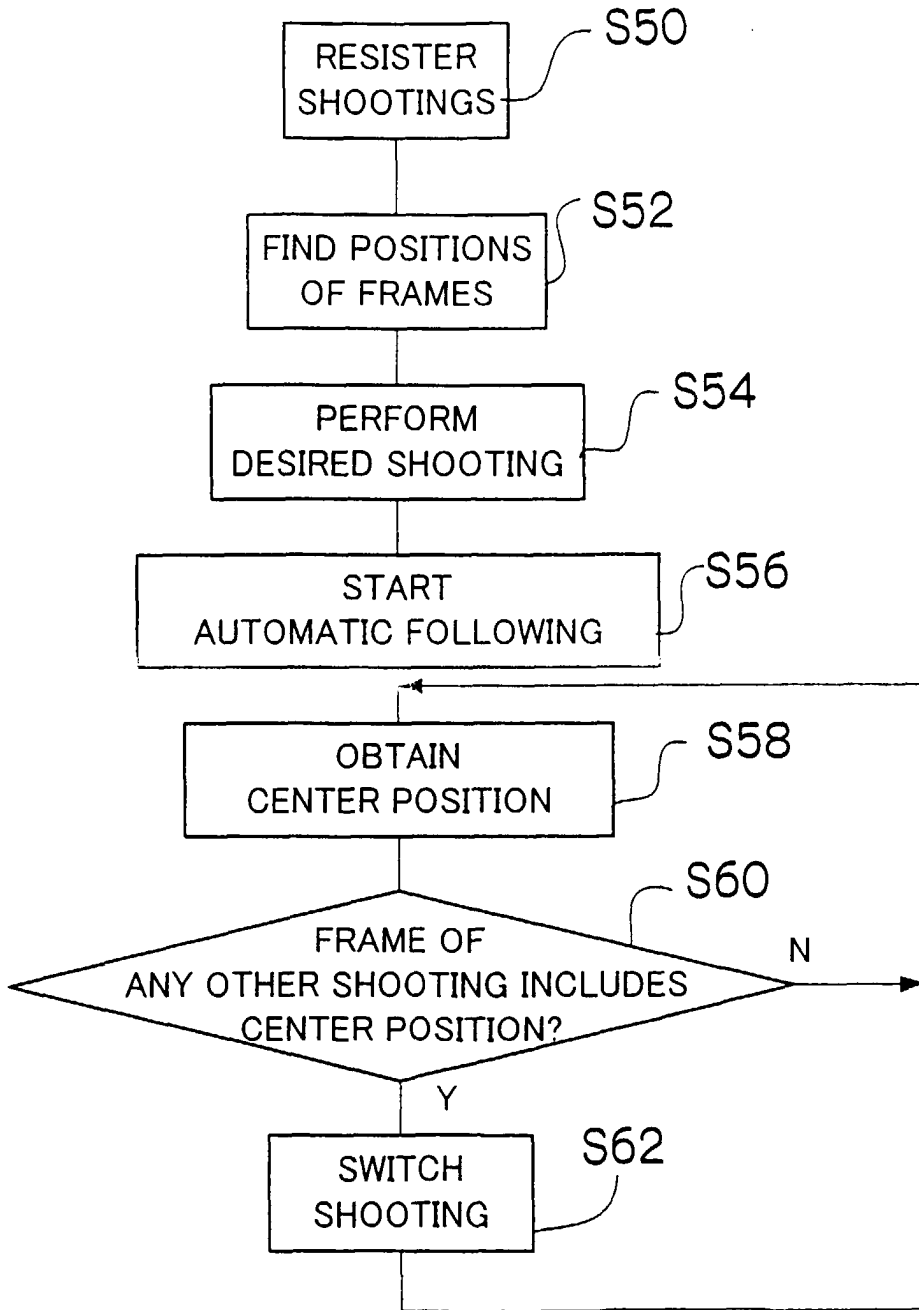 S50
RESISTER
SHOOTINGS
S52
FIND POSITIONS
OF FRAMES
S54
PERFORM
DESIRED SHOOTING
S56
START
AUTOMATIC FOLLOWING
S58
OBTAIN
CENTER POSITION
S60
FRAME OF
ANY OTHER SHOOTING INCLUDES
CENTER POSITION?
N
Y
S62
SWITCH
SHOOTING